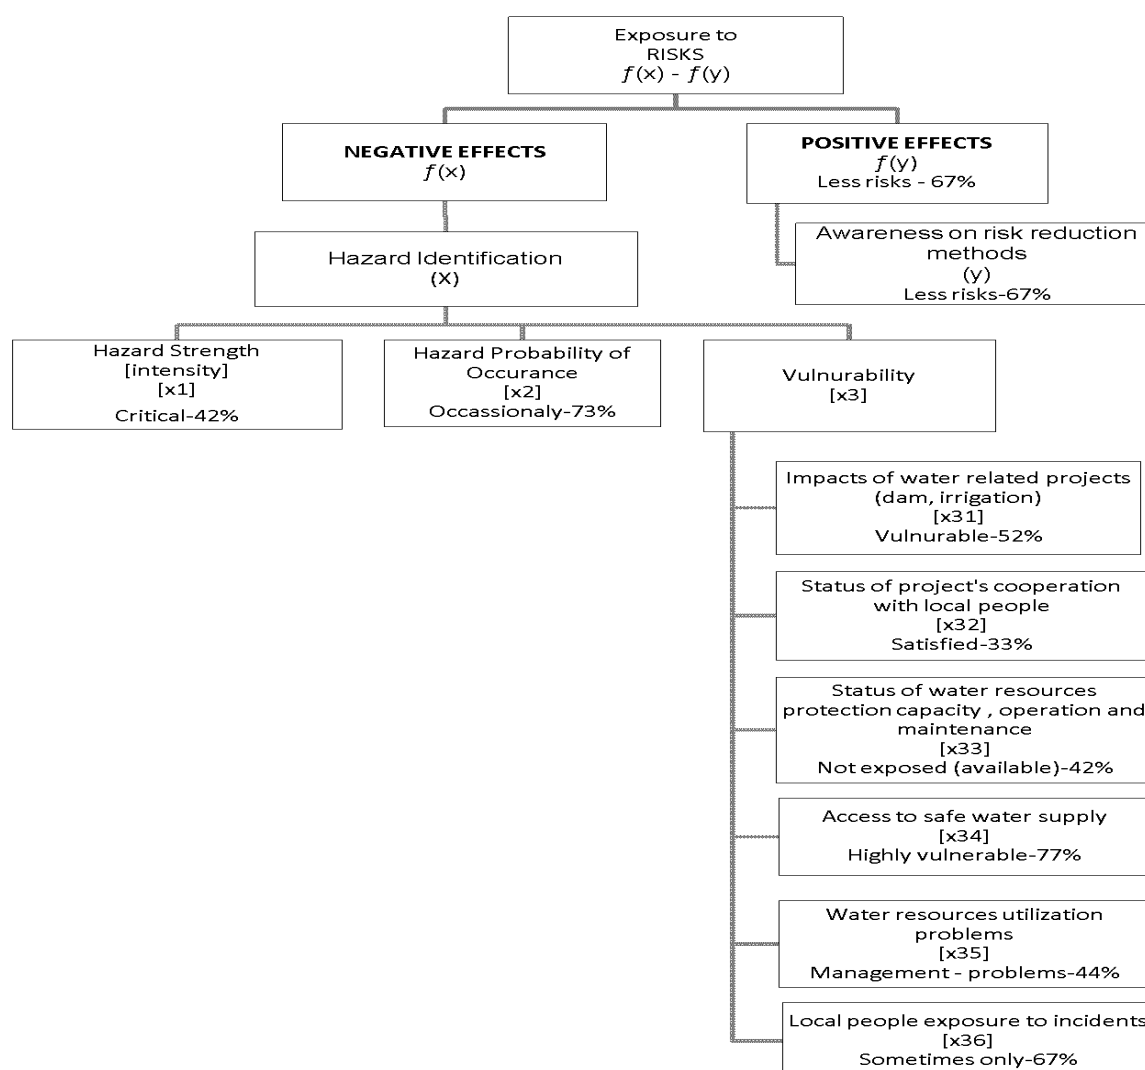 Exposure to
RISKS
f(x) - f(y)
NEGATIVE EFFECTS
f(x)
POSITIVE EFFECTS
f(y)
Less risks - 67%
Hazard Identification
(X)
Awareness on risk reduction
methods
(y)
Less risks-67%
Hazard Strength
[intensity]
[x1]
Critical-42%
Hazard Probability of
Occurance
[x2]
Occassionaly-73%
Vulnurability
[x3]
Impacts of water related projects
(dam, irrigation)
[x31]
Vulnurable-52%
Status of project's cooperation
with local people
[x32]
Satisfied-33%
Status of water resources
protection capacity , operation and
maintenance
[x33]
Not exposed (available)-42%
Access to safe water supply
[x34]
Highly vulnerable-77%
Water resources utilization
problems
[x35]
Management - problems-44%
Local people exposure to incidents
[x36]
Sometimes only-67%